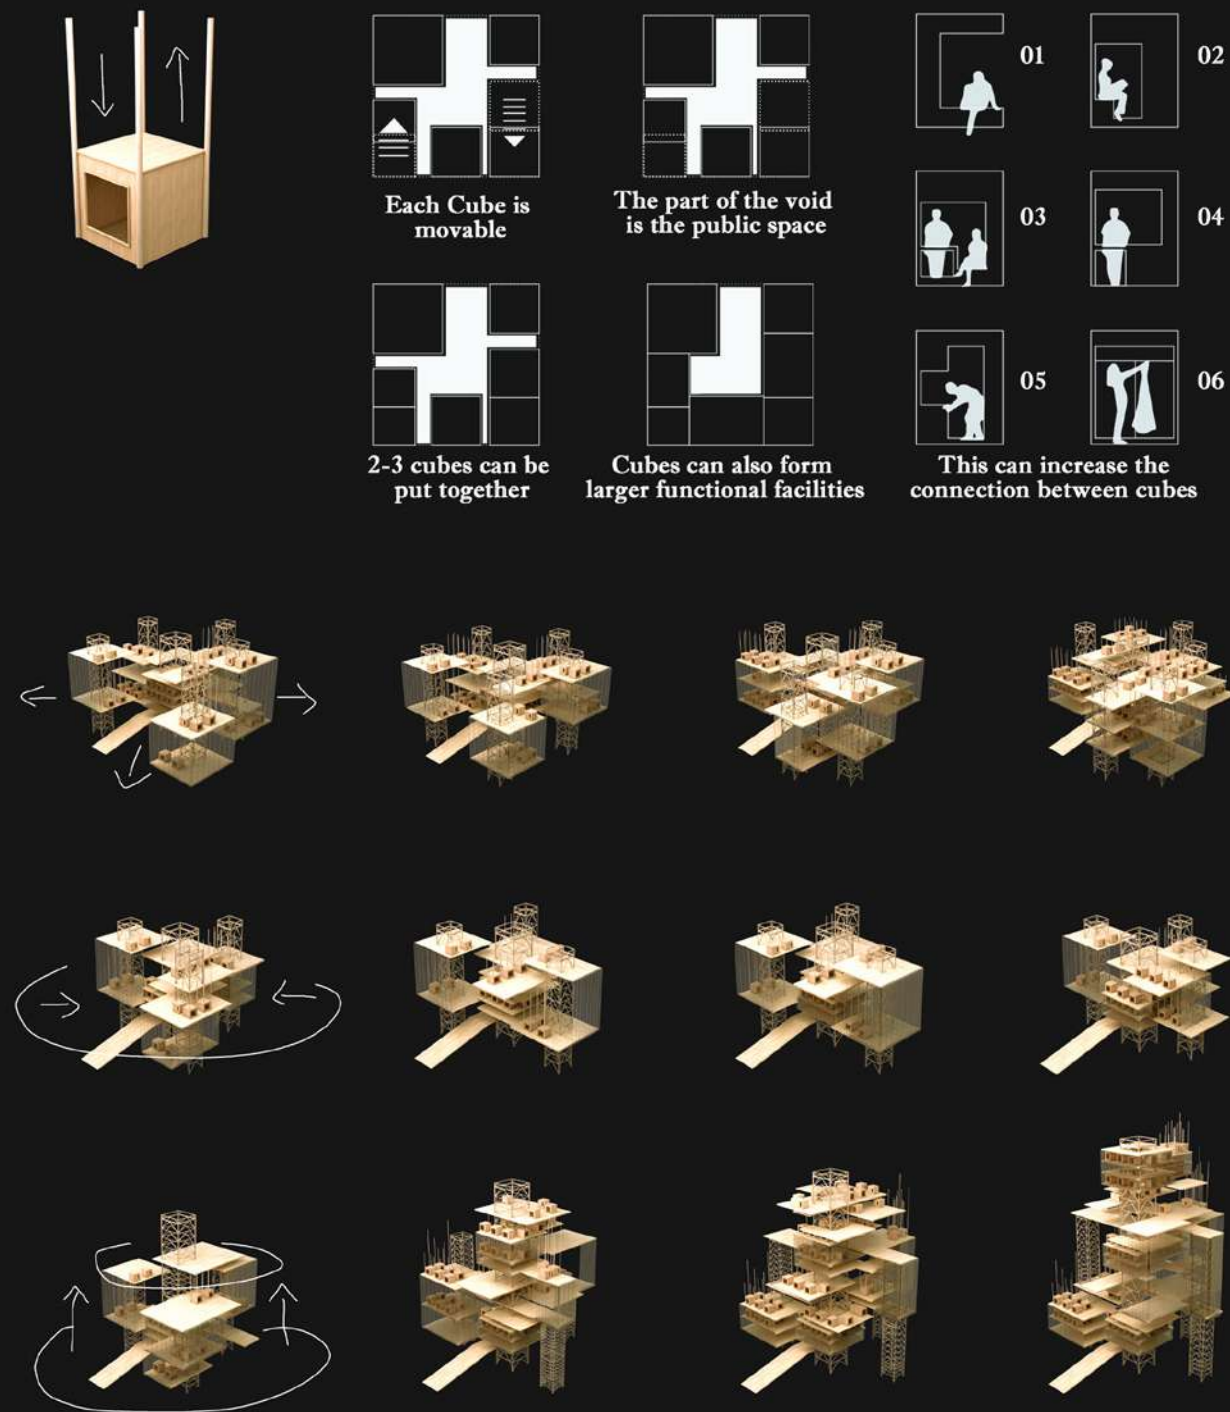 Each Cube is
movable
The part of the void
is the public space
01
02
03
04
05
06
2-3 cubes can be
put together
Cubes can also form
larger functional facilities
This can increase the
connection between cubes